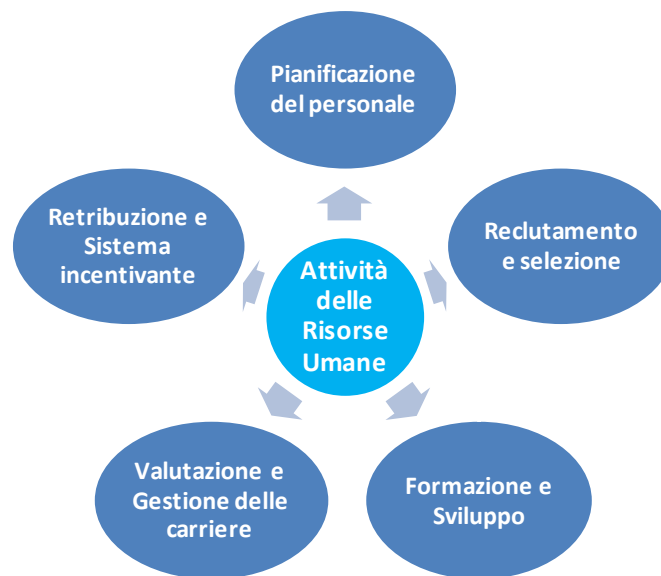 Pianificazione
del personale
Retribuzione e
Sistema
incentivante
Reclutamento
e selezione
Attività
delle
Risorse
Umane
Valutazione e
Gestione delle
carriere
Formazione e
Sviluppo